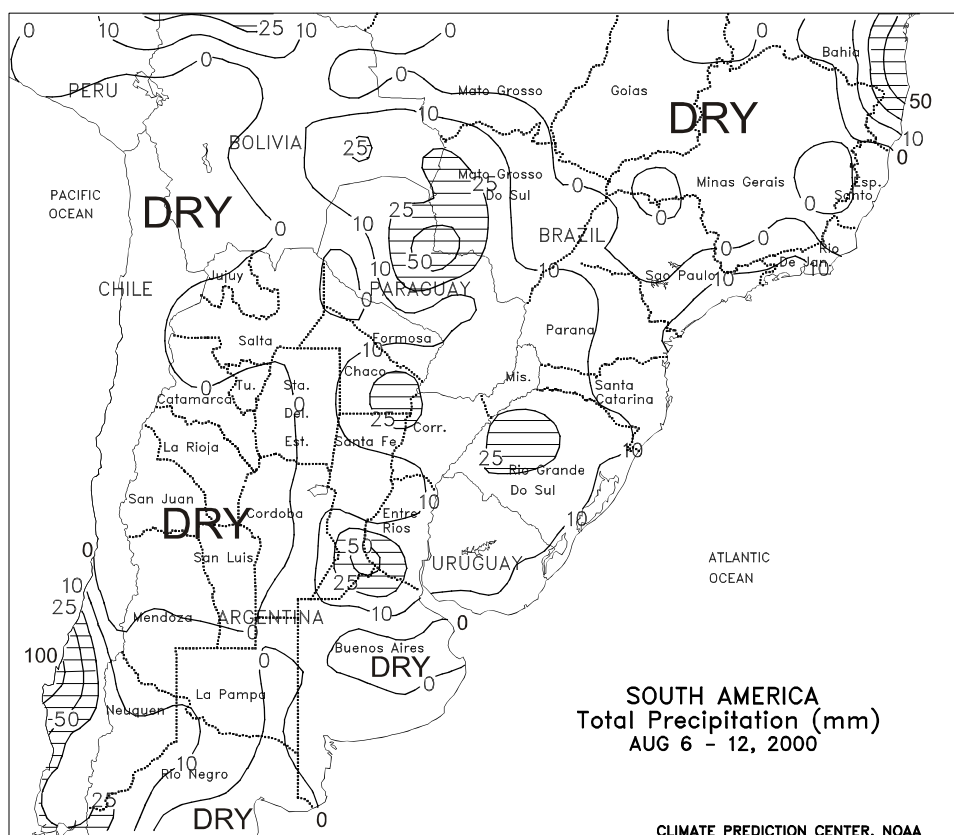 0 10 25 10 0 0 Bahia
0 0
PERU Mato Grosso Goias
50
10 DRY 10
BOLIVIA 25 0
Mato Grosso
25 Do Sul 0 Minas Gerais Esp.
Santo
PACIFIC
OCEAN
DRY 25 0 0
10
0 BRAZIL 0 0 Rio
50 De Jan.
10 10 Sao Paulo 10 10
Jujuy
CHILE 0 PARAGUAY
Salta Formosa Parana
10
Chaco
0 Tu. Sta. Mis. Santa
Catarina
Catamarca 0
Del. 25
Corr.
La Rioja Est. Santa Fe 10
25 Rio Grande
Do Sul
San Juan 10
DRY Cordoba Entre
Rios 10
0 San Luis 50 URUGUAY
ATLANTIC
OCEAN
10 25
25
Mendoza ARGENTINA 10 0
0
Buenos Aires
100 0 DRY
0
La Pampa
50 Neuquen
SOUTH AMERICA
Total Precipitation (mm)
AUG 6 - 12, 2000
10
Rio Negro
25 DRY 0
CLIMATE PREDICTION CENTER, NOAA